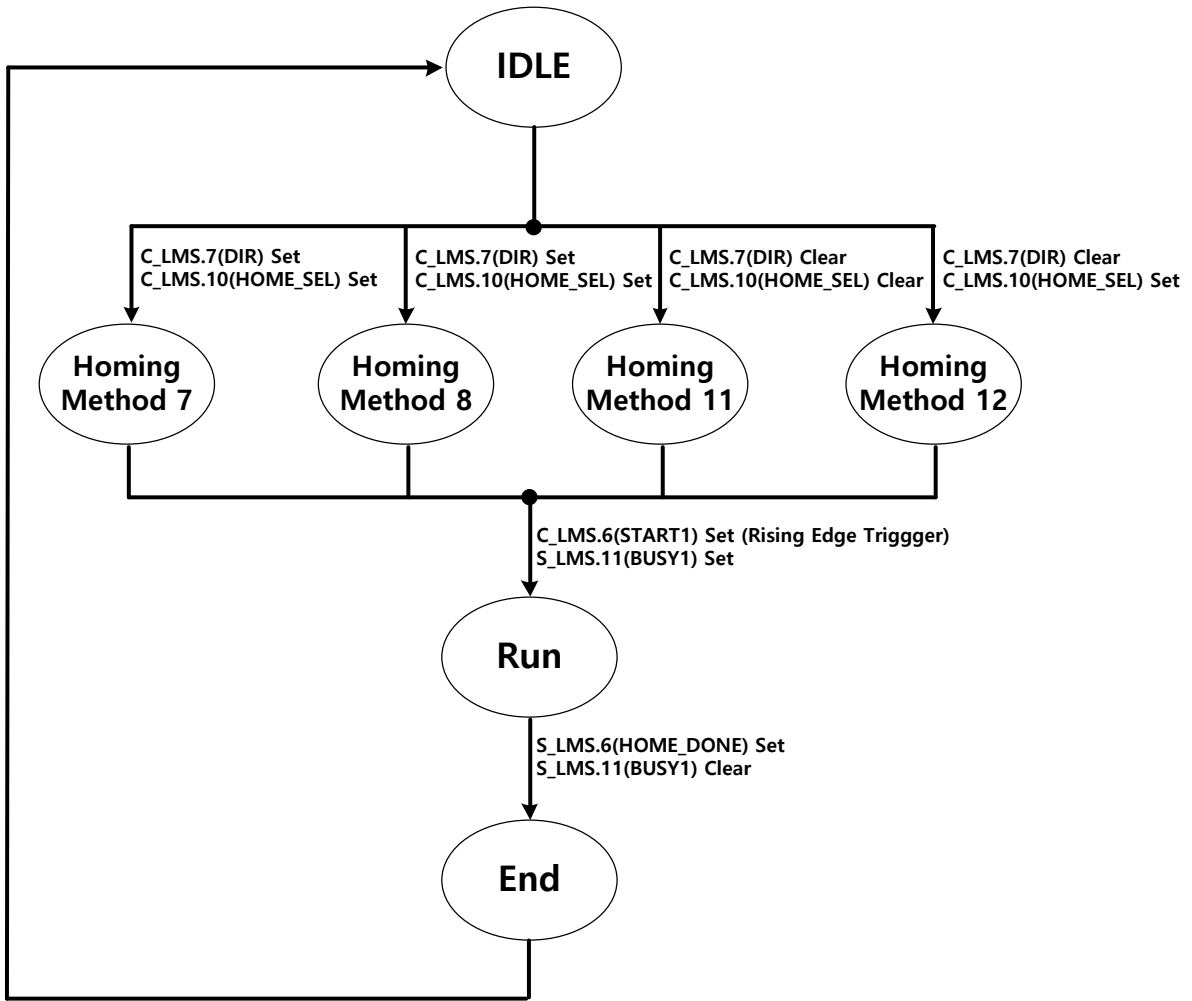 IDLE
C_LMS.7(DIR) Set
C_LMS.10(HOME_SEL) Set
C_LMS.7(DIR) Set
C_LMS.10(HOME_SEL) Set
C_LMS.7(DIR) Clear
C_LMS.10(HOME_SEL) Clear
C_LMS.7(DIR) Clear
C_LMS.10(HOME_SEL) Set
Homing
Method 7
Homing
Method 8
Homing
Method 11
Homing
Method 12
C_LMS.6(START1) Set (Rising Edge Triggger)
S_LMS.11(BUSY1) Set
Run
S_LMS.6(HOME_DONE) Set
S_LMS.11(BUSY1) Clear
End